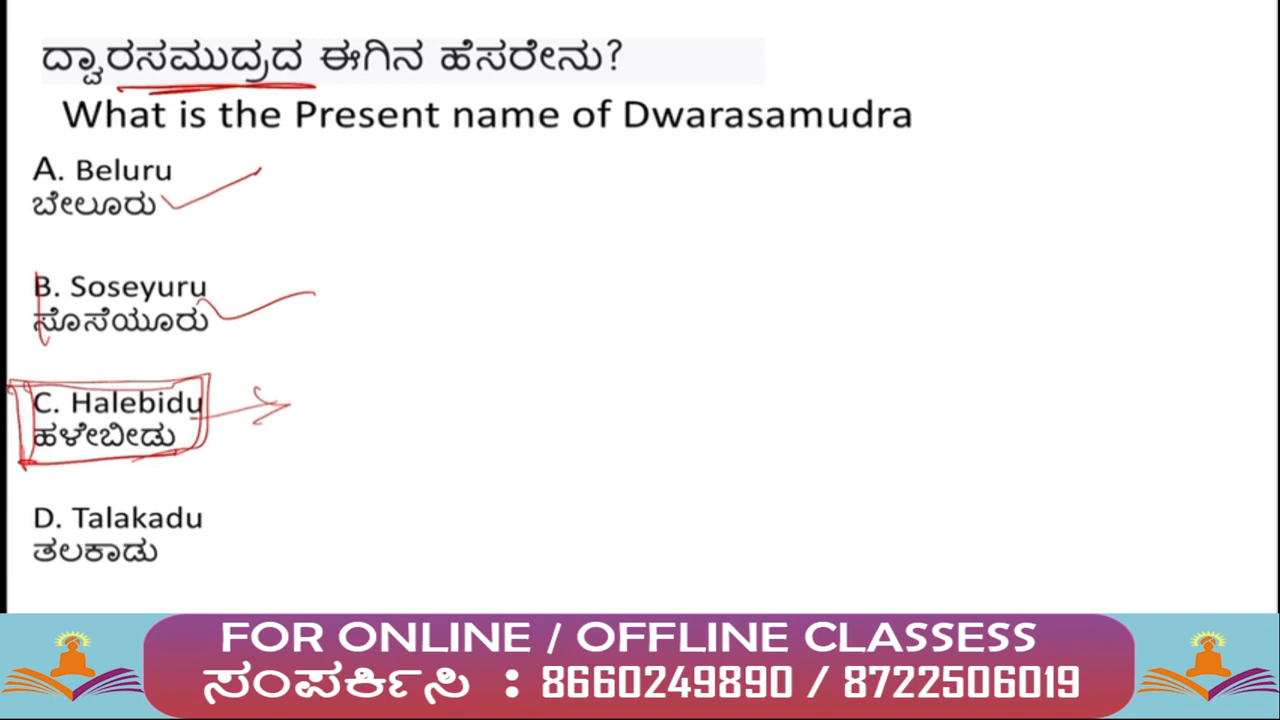 ದ್ವಾರಸಮುದ್ರದ ಈಗಿನ ಹೆಸರೇನು?
What is the Present name of Dwarasamudra
A. Beluru
ಬೇಲೂರು
B. Soseyuru
ಸೊಸೆಯೂರು
C. Halebidu
ಹಳೇಬೀಡು
D. Talakadu
ತಲಕಾಡು
FOR ONLINE / OFFLINE CLASSESS
ಸಂಪರ್ಕಿಸಿ : 8660249890 / 8722506019